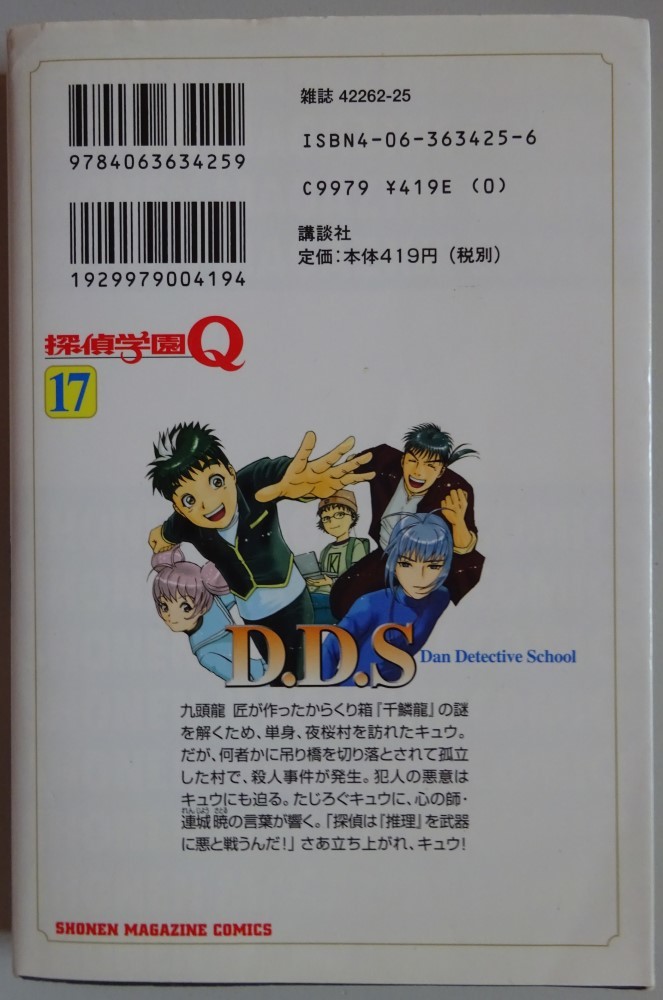 雑誌 42262-25
9784063634259
ISBN4-06-363425-6
C9979 ¥419E (0)
1929979004194
講談社
定価:本体419円(税別)
探偵学園Q
17
K
D.D.S
Dan Detective School
九頭龍 匠が作ったからくり箱『千鱗龍』の謎
を解くため、単身、夜桜村を訪れたキュウ。
だが、何者かに吊り橋を切り落とされて孤立
した村で、殺人事件が発生。犯人の悪意は
キュウにも迫る。たじろぐキュウに、心の師・
れんじょう さとる
連城暁の言葉が響く。「探偵は『推理』を武器
に悪と戦うんだ!」さあ立ち上がれ、キュウ!
SHONEN MAGAZINE COMICS